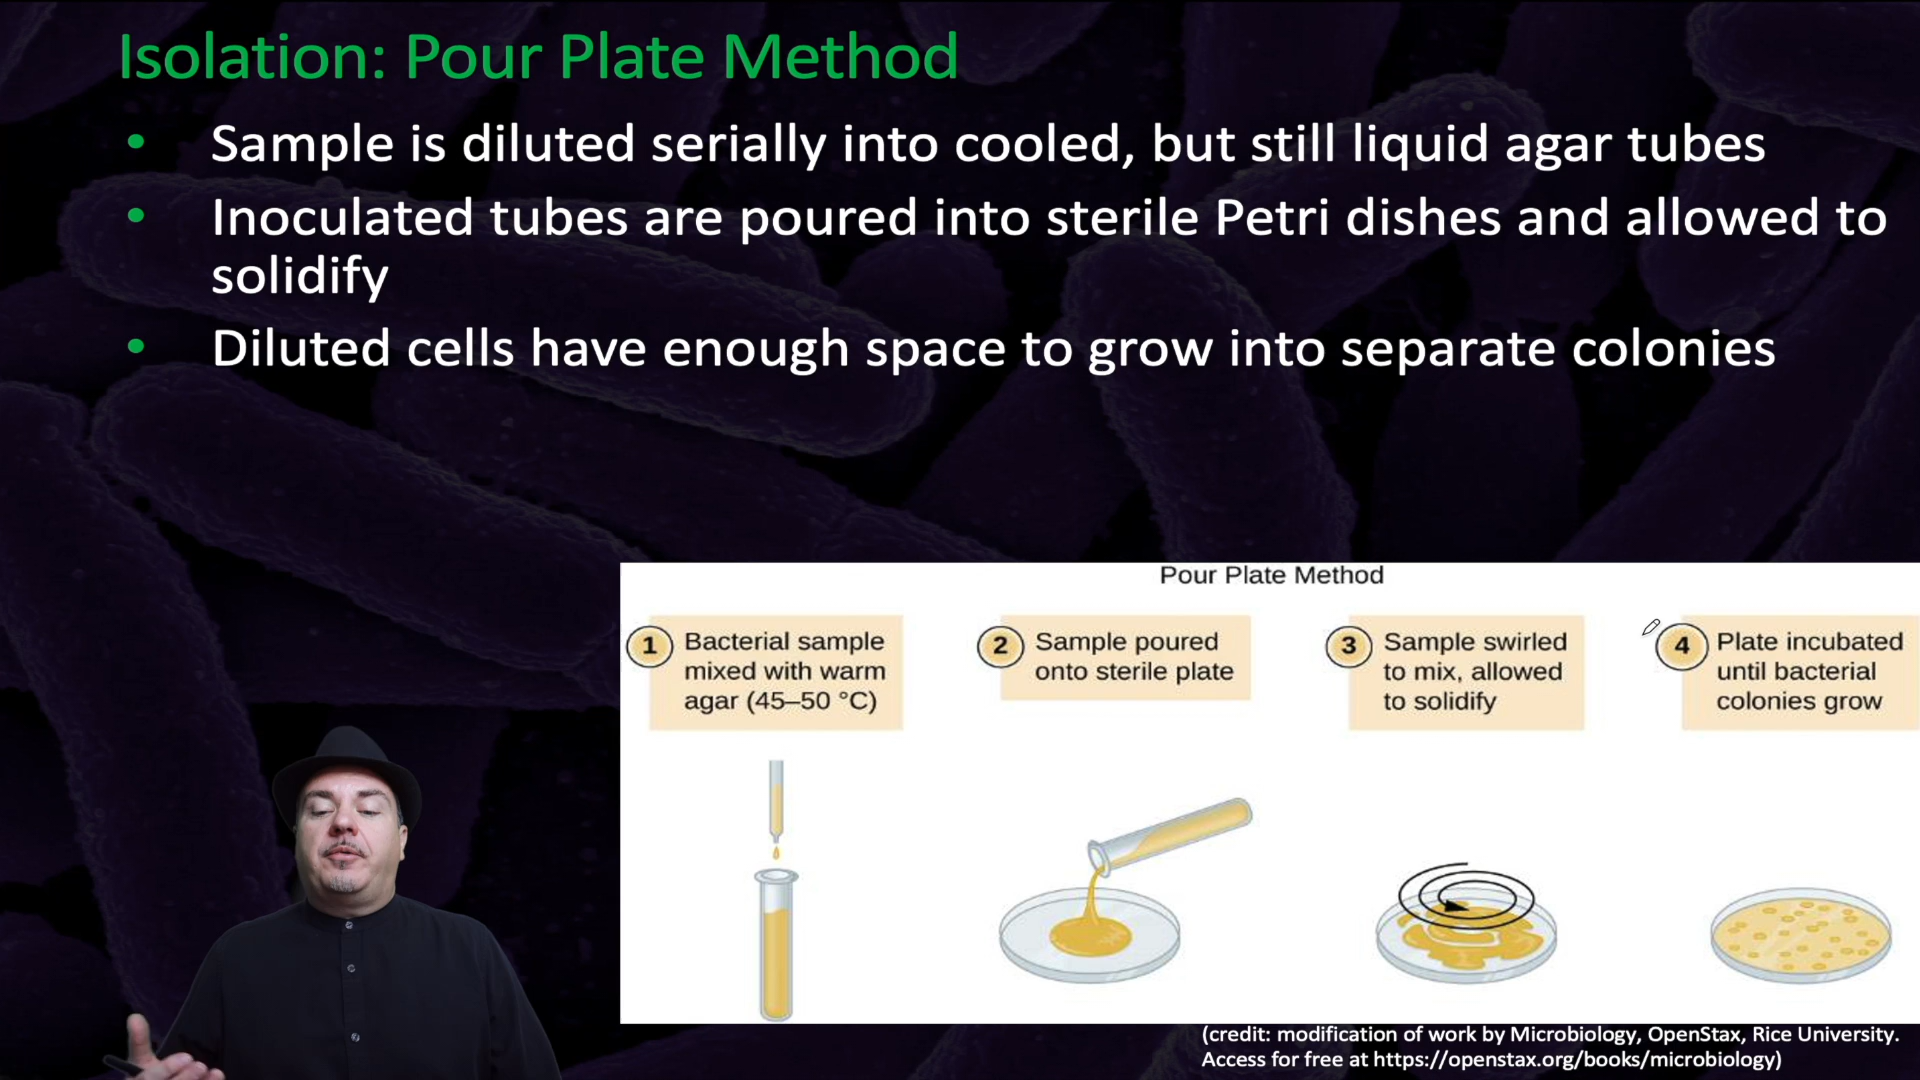 Isolation: Pour Plate Method
• Sample is diluted serially into cooled, but still liquid agar tubes
• Inoculated tubes are poured into sterile Petri dishes and allowed to
solidify
• Diluted cells have enough space to grow into separate colonies
Pour Plate Method
1 Bacterial sample
mixed with warm
agar (45–50 °C)
2 Sample poured
onto sterile plate
3 Sample swirled
to mix, allowed
to solidify
4 Plate incubated
until bacterial
colonies grow
(credit: modification of work by Microbiology, OpenStax, Rice University.
Access for free at https://openstax.org/books/microbiology)